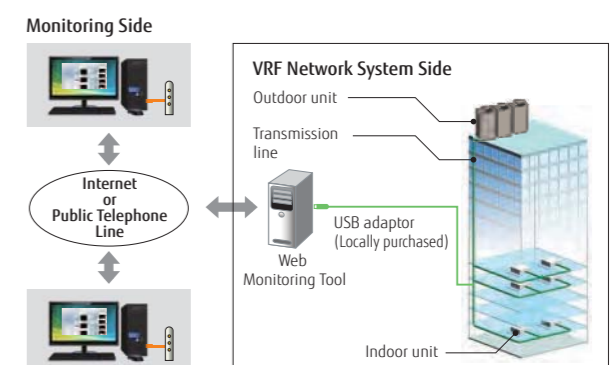 Monitoring Side
Internet
or
Public Telephone
Line
VRF Network System Side
Outdoor unit
Transmission
line
USB adaptor
(Locally purchased)
Web
Monitoring Tool
Indoor unit